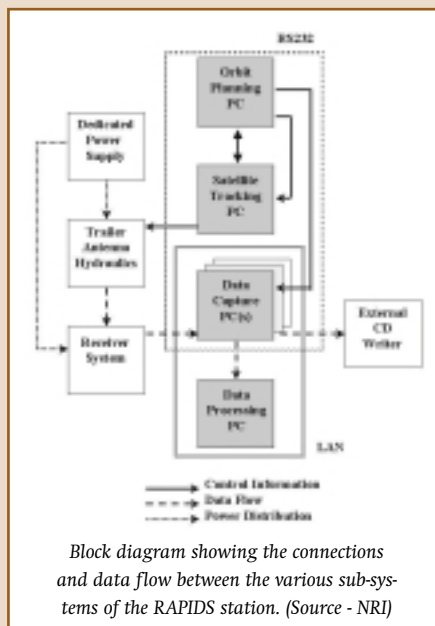 RS232
Orbit
Planning
PC
Dedicated
Power
Supply
Satellite
Tracking
PC
Trailer
Antenna
Hydraulics
Data
Capture
PC(s)
External
CD
Writer
Receiver
System
Data
Processing
PC
LAN
Control Information
Data Flow
Power Distribution
Block diagram showing the connections
and data flow between the various sub-sys-
tems of the RAPIDS station. (Source - NRI)